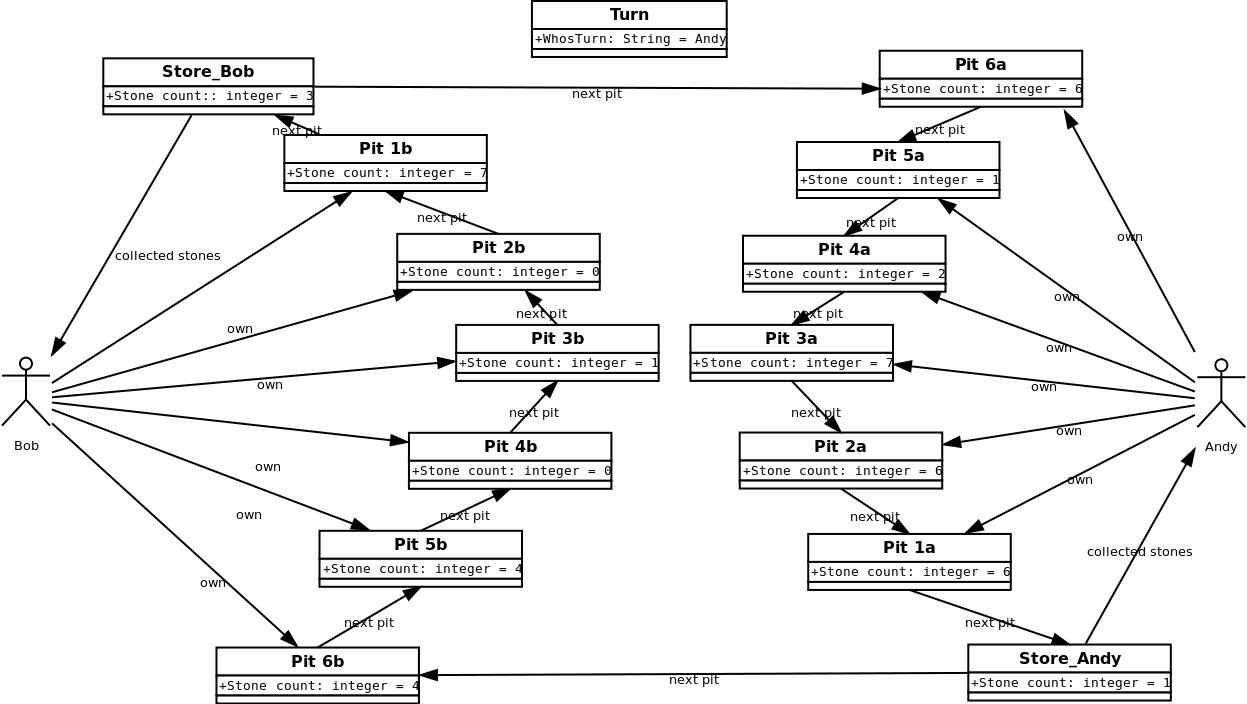 Turn
+WhosTurn: String = Andy
Store_Bob
+Stone count:: integer = 3
Pit 6a
+Stone count: integer = 6
next pit
next pit
next pit
Pit 1b
+Stone count: integer = 7
Pit 5a
+Stone count: integer = 1
next pit
next pit
own
Pit 2b
+Stone count: integer = 0
Pit 4a
+Stone count: integer = 2
collected stones
own
next pit
next pit
own
Pit 3b
+Stone count: integer = 1
Pit 3a
+Stone count: integer = 7
own
own
own
next pit
next pit
own
Bob
Andy
Pit 4b
+Stone count: integer = 0
Pit 2a
+Stone count: integer = 6
own
own
next pit
next pit
own
Pit 5b
+Stone count: integer = 4
Pit 1a
+Stone count: integer = 6
collected stones
own
next pit
next pit
Pit 6b
+Stone count: integer = 4
Store_Andy
+Stone count: integer = 1
next pit